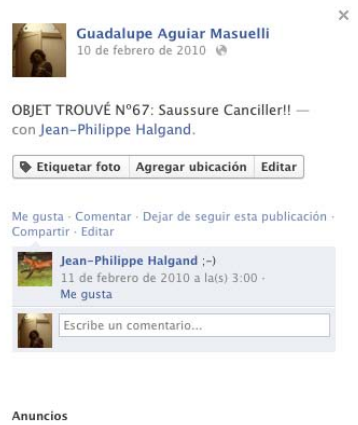 Guadalupe Aguiar Masuelli
10 de febrero de 2010
OBJET TROUVÉ Nº67: Saussure Canciller!! —
con Jean-Philippe Halgand.
Etiquetar foto Agregar ubicación Editar
Me gusta · Comentar · Dejar de seguir esta publicación ·
Compartir · Editar
Jean-Philippe Halgand ;-)
11 de febrero de 2010 a la(s) 3:00 ·
Me gusta
Escribe un comentario...
Anuncios